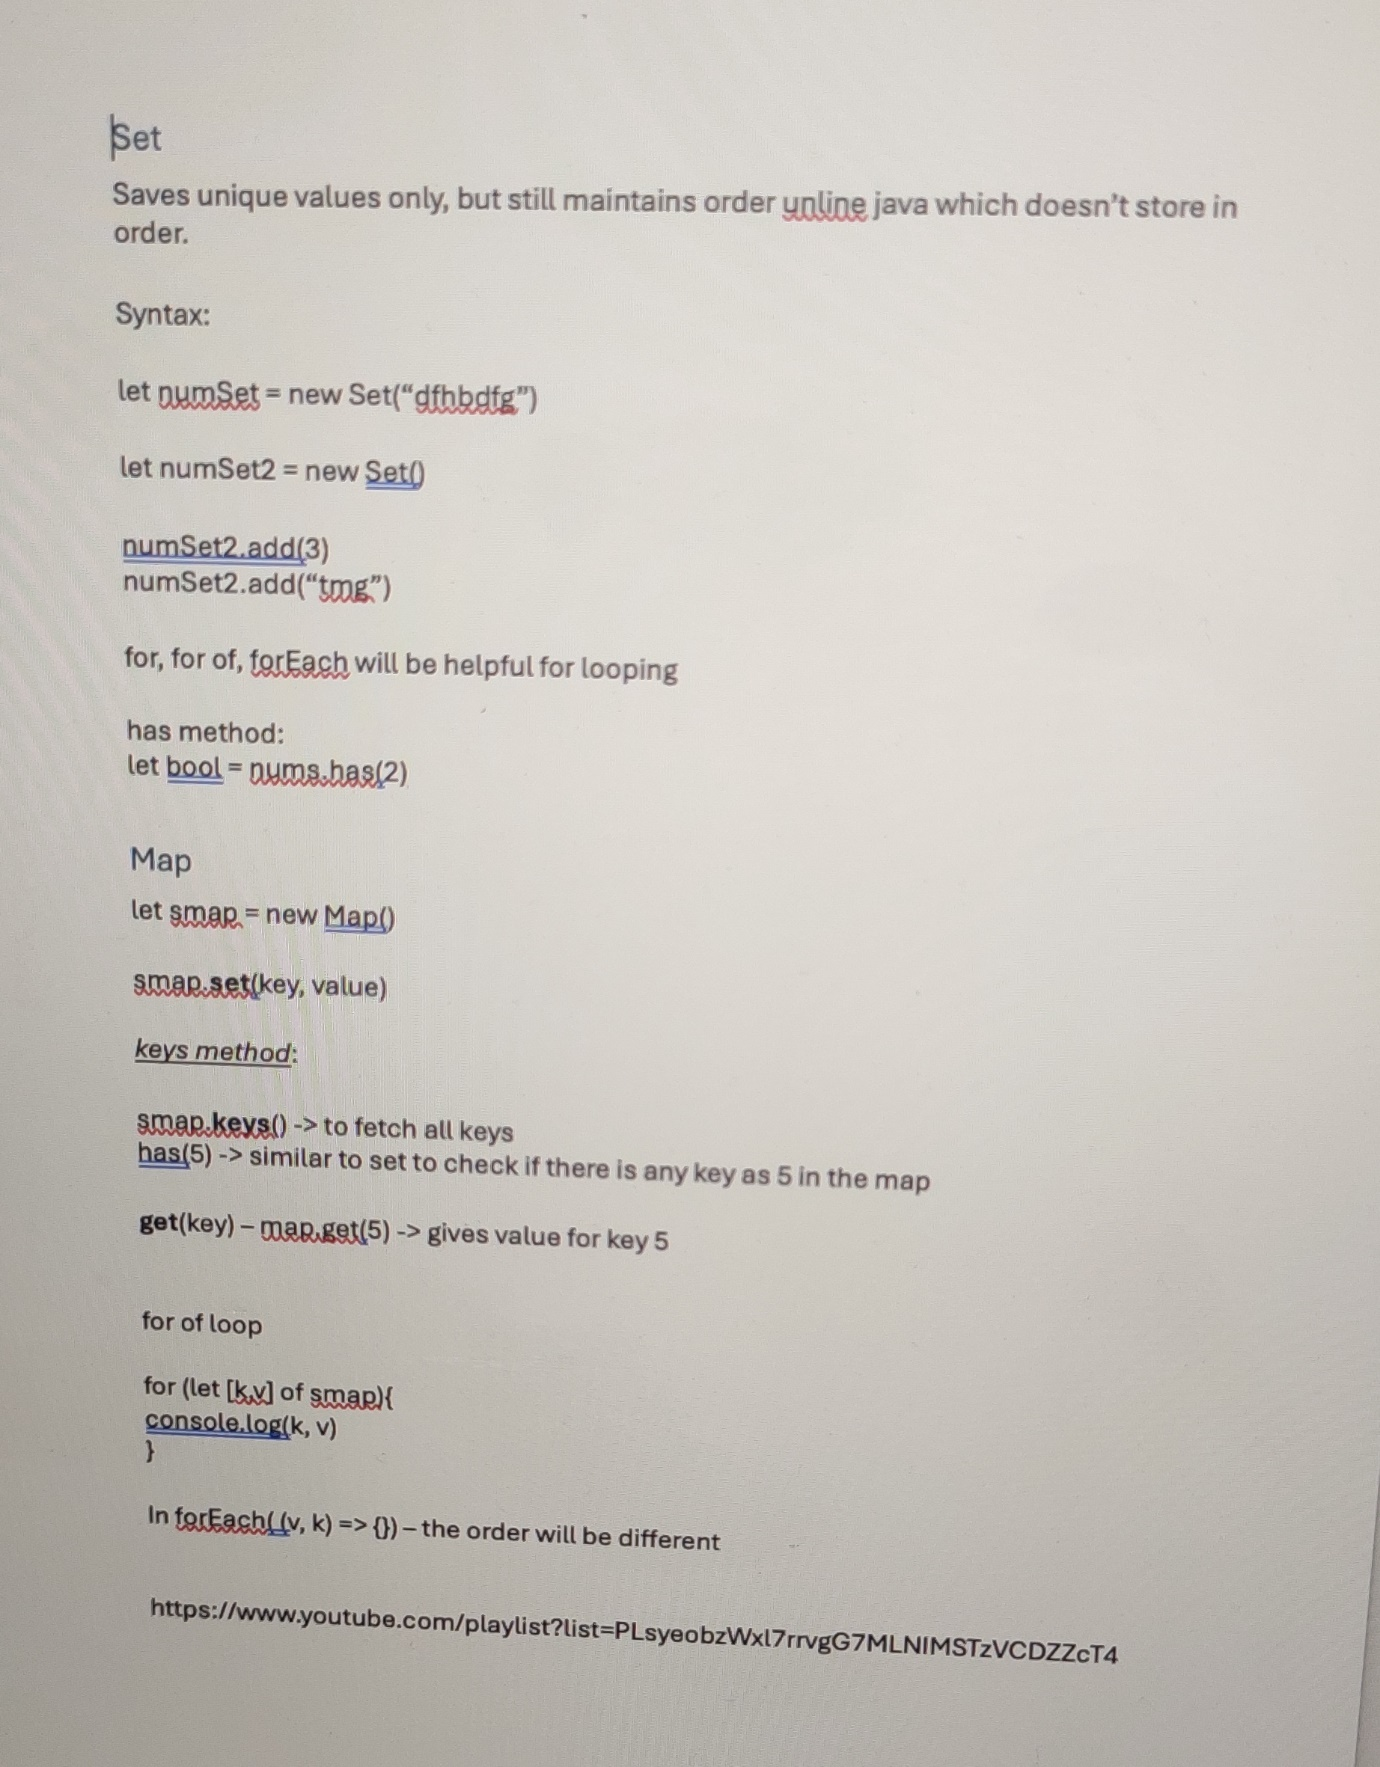 Set
Saves unique values only, but still maintains order unline java which doesn’t store in
order.
Syntax:
let numSet = new Set(“dfhbdfg”)
let numSet2 = new Set()
numSet2.add(3)
numSet2.add(“tmg”)
for, for of, forEach will be helpful for looping
has method:
let bool = nums.has(2)
Map
let smap = new Map()
smap.set(key, value)
keys method:
smap.keys() -> to fetch all keys
has(5) -> similar to set to check if there is any key as 5 in the map
get(key) – map.get(5) -> gives value for key 5
for of loop
for (let [k,v] of smap){
console.log(k, v)
}
In forEach( (v, k) => {}) – the order will be different
https://www.youtube.com/playlist?list=PLsyeobzWxl7rrvgG7MLNIMSTzVCDZZcT4